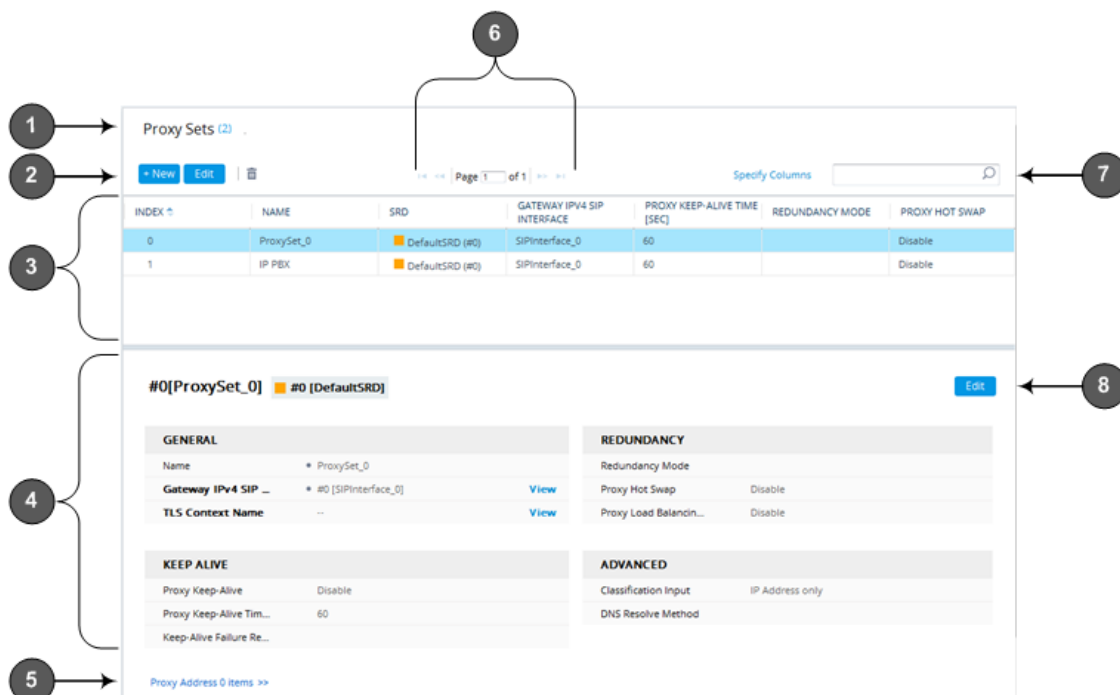 6
1
Proxy Sets (2) .
2
+ New Edit
Page 1 of 1
Specify Columns
7
INDEX NAME SRD GATEWAY IPV4 SIP INTERFACE PROXY KEEP-ALIVE TIME [SEC] REDUNDANCY MODE PROXY HOT SWAP
0 ProxySet_0 DefaultSRD (#0) SIPInterface_0 60 Disable
3
1 IP PBX DefaultSRD (#0) SIPInterface_0 60 Disable
#0[ProxySet_0] #0 [DefaultSRD]
Edit
8
GENERAL
Name ProxySet_0
Gateway IPv4 SIP ... #0 [SIPInterface_0] View
TLS Context Name -- View
REDUNDANCY
Redundancy Mode
Proxy Hot Swap Disable
Proxy Load Balancin... Disable
4
KEEP ALIVE
Proxy Keep-Alive Disable
Proxy Keep-Alive Tim... 60
Keep-Alive Failure Re...
ADVANCED
Classification Input IP Address only
DNS Resolve Method
5
Proxy Address 0 items >>